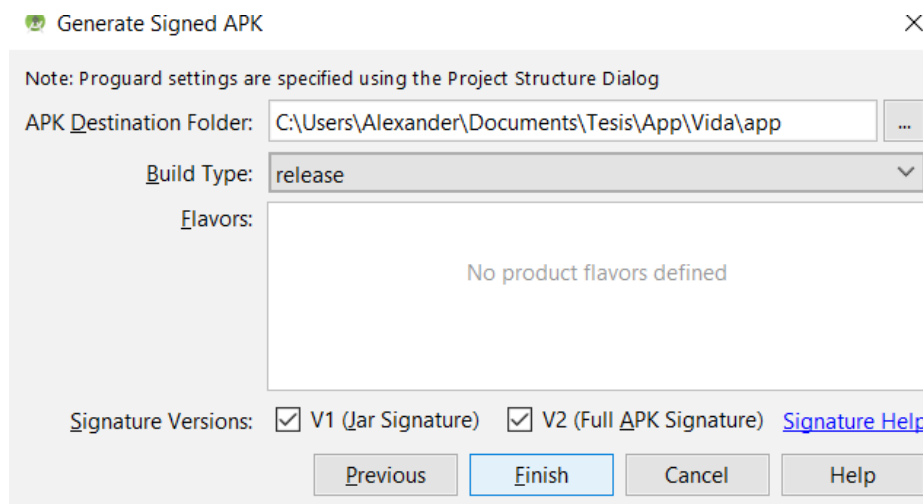 Generate Signed APK
Note: Proguard settings are specified using the Project Structure Dialog
APK Destination Folder: C:\Users\Alexander\Documents\Tesis\App\Vida\app ...
Build Type: release
Flavors:
No product flavors defined
Signature Versions: V1 (Jar Signature) V2 (Full APK Signature) Signature Help
Previous Finish Cancel Help